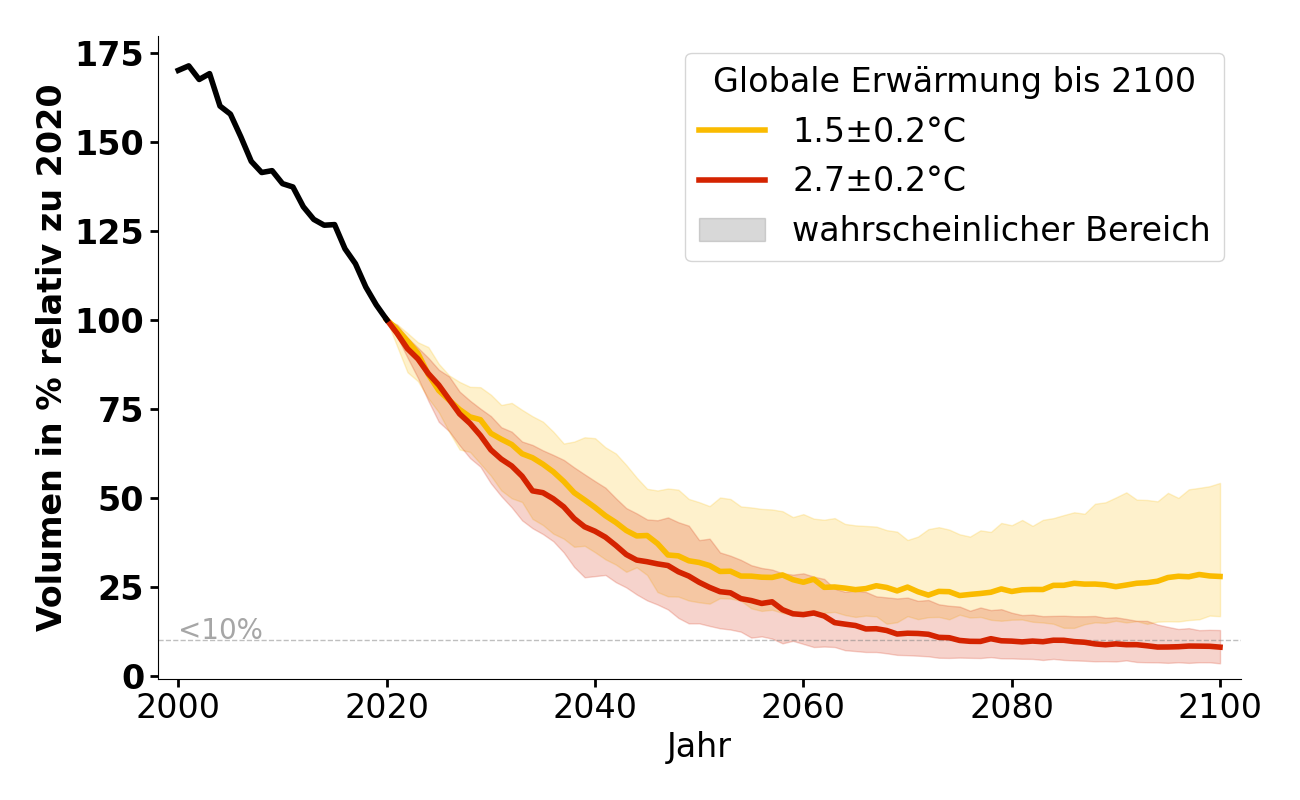 Volumen in % relativ zu 2020
175
150
125
100
75
50
25
0
<10%
Globale Erwärmung bis 2100
1.5±0.2°C
2.7±0.2°C
wahrscheinlicher Bereich
2000 2020 2040 2060 2080 2100
Jahr